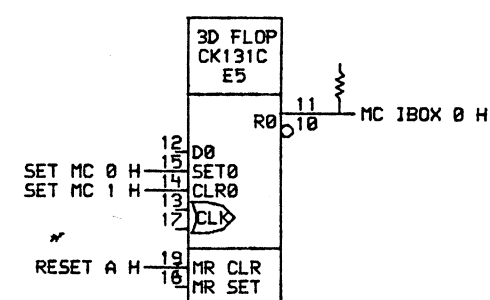 3D FLOP
CK131C
E5
11
MC IBOX 0 H
R0
10
12
D0
SET MC 0 H
15
SET0
SET MC 1 H
14
CLR0
13
CLK
17
RESET A H
19
MR CLR
16
MR SET